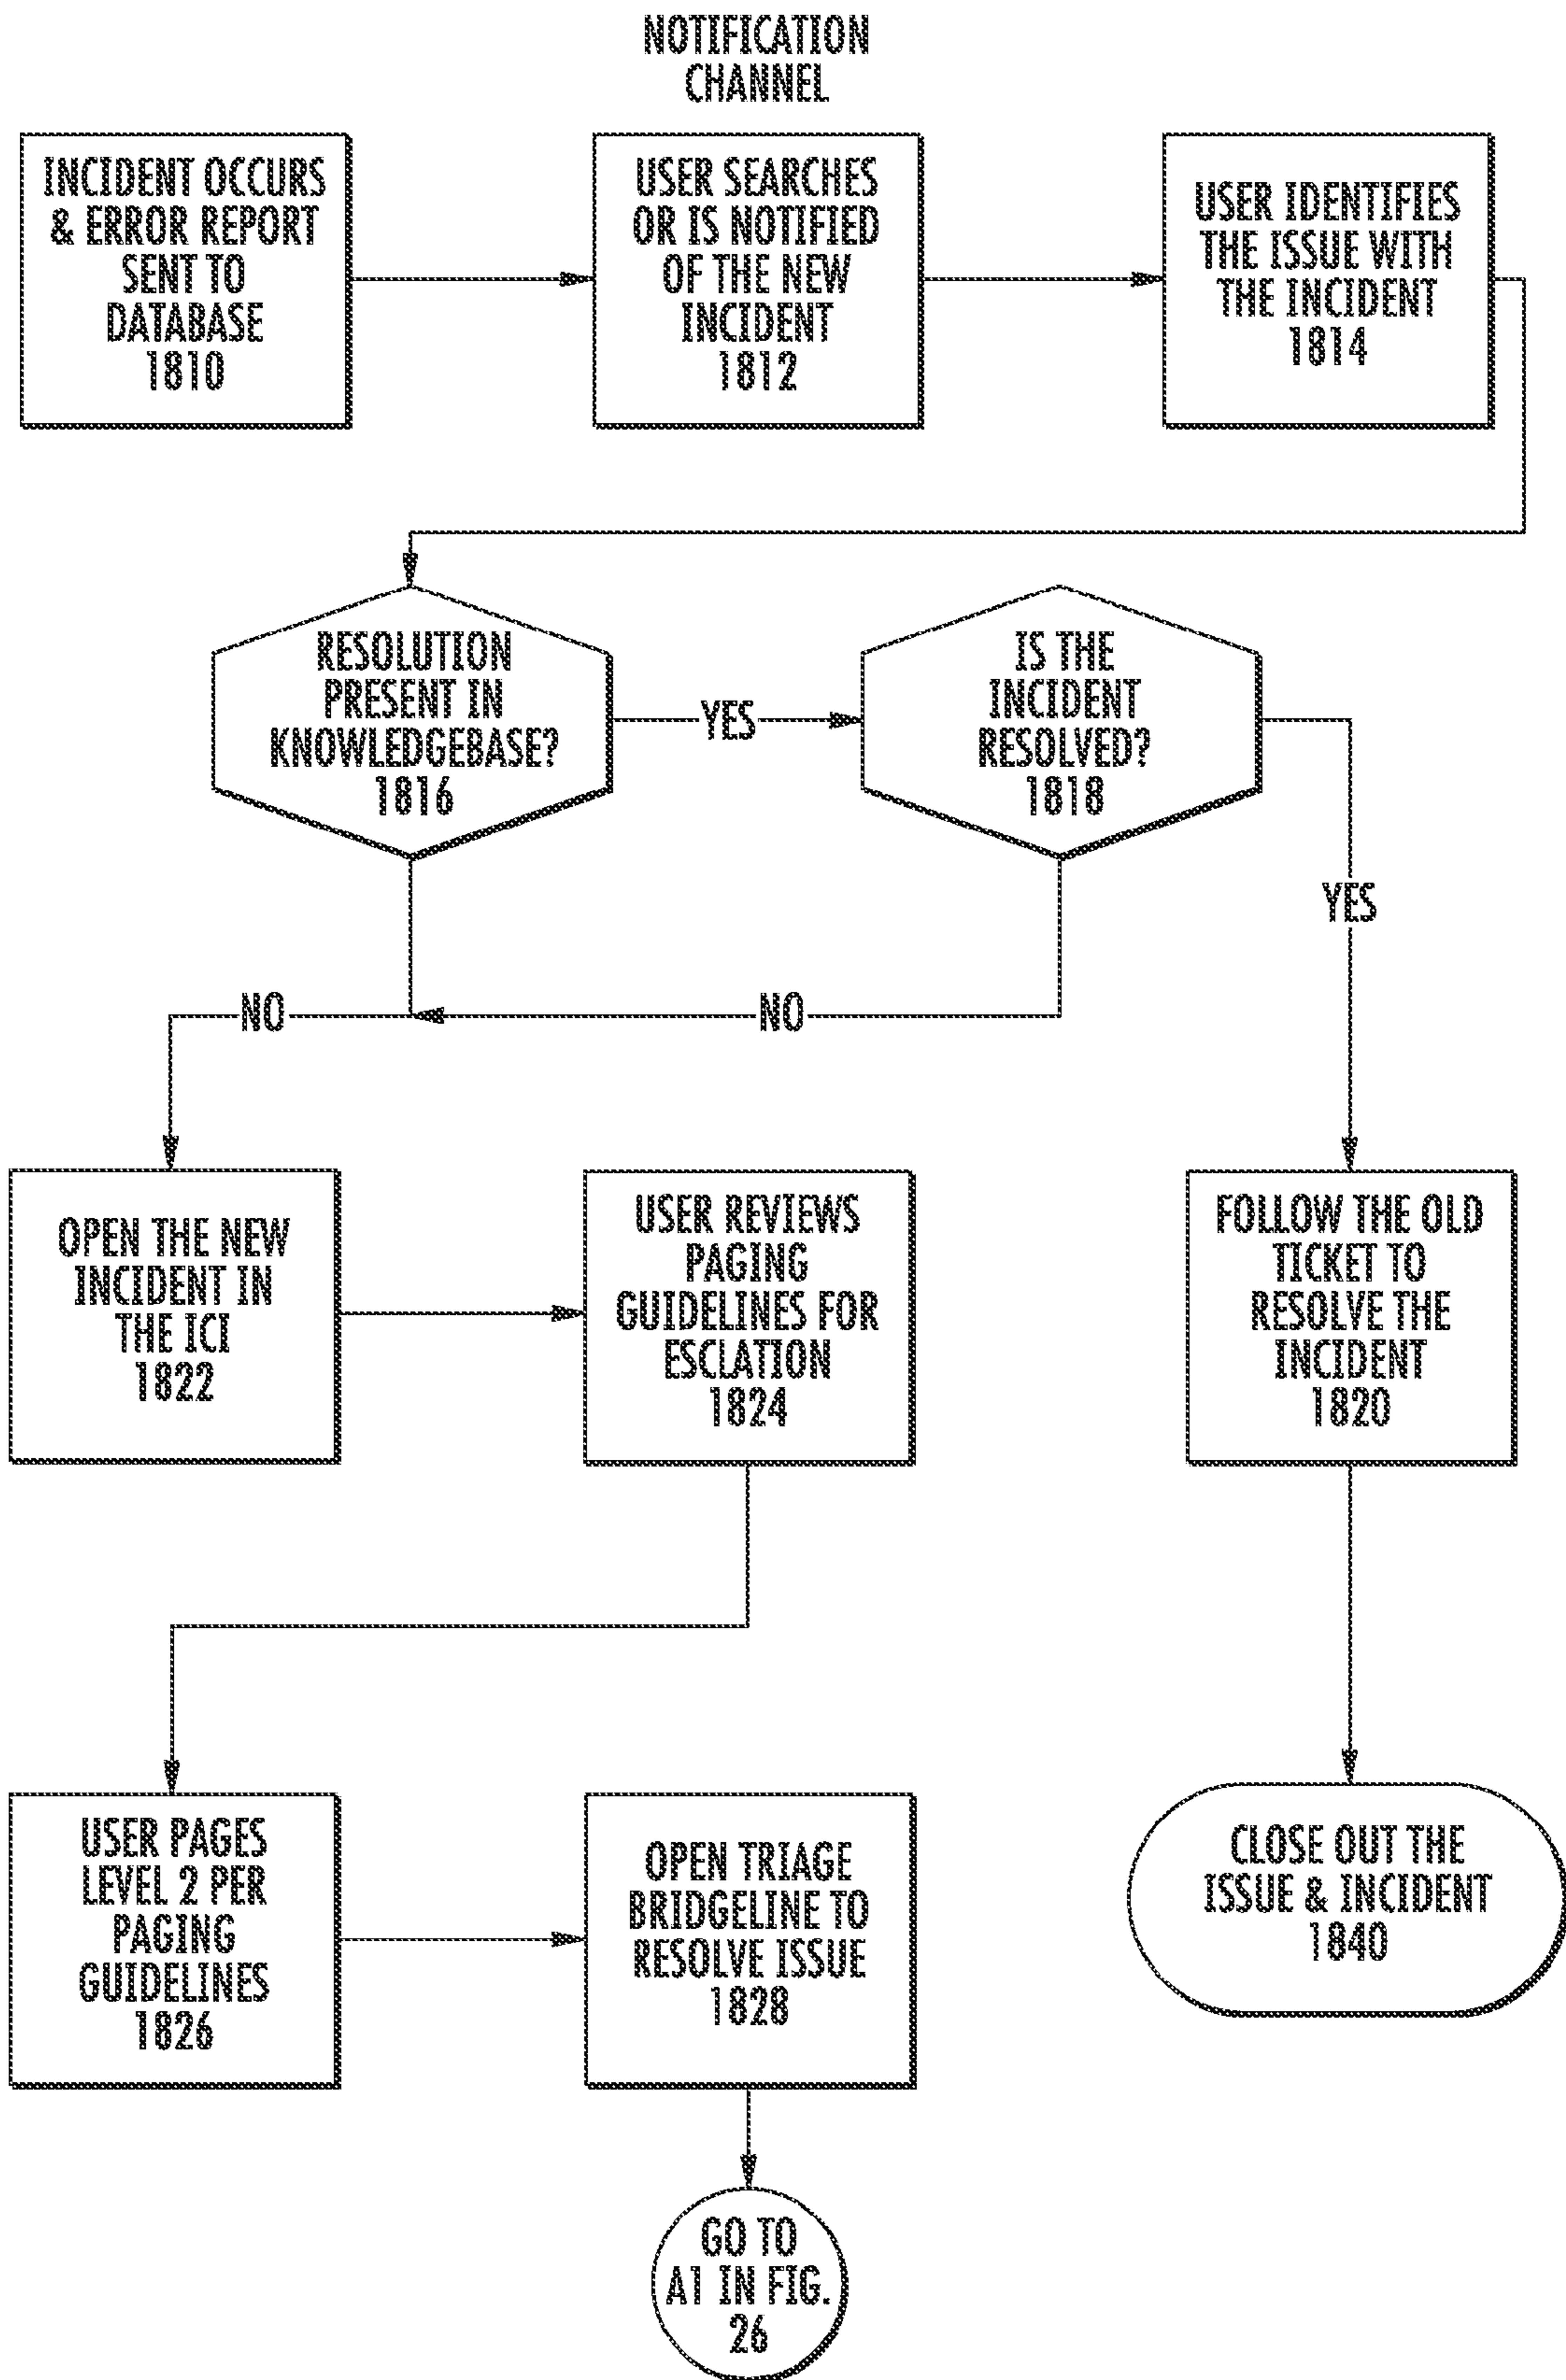 NOTIFICATION
CHANNEL
INCIDENT OCCURS
& ERROR REPORT
SENT TO
DATABASE
1810
USER SEARCHES
OR IS NOTIFIED
OF THE NEW
INCIDENT
1812
USER IDENTIFIES
THE ISSUE WITH
THE INCIDENT
1814
RESOLUTION
PRESENT IN
KNOWLEDGEBASE?
1816
YES
IS THE
INCIDENT
RESOLVED?
1818
YES
NO
NO
OPEN THE NEW
INCIDENT IN
THE ICI
1822
USER REVIEWS
PAGING
GUIDELINES FOR
ESCLATION
1824
FOLLOW THE OLD
TICKET TO
RESOLVE THE
INCIDENT
1820
USER PAGES
LEVEL 2 PER
PAGING
GUIDELINES
1826
OPEN TRIAGE
BRIDGELINE TO
RESOLVE ISSUE
1828
CLOSE OUT THE
ISSUE & INCIDENT
1840
GO TO
A1 IN FIG.
26